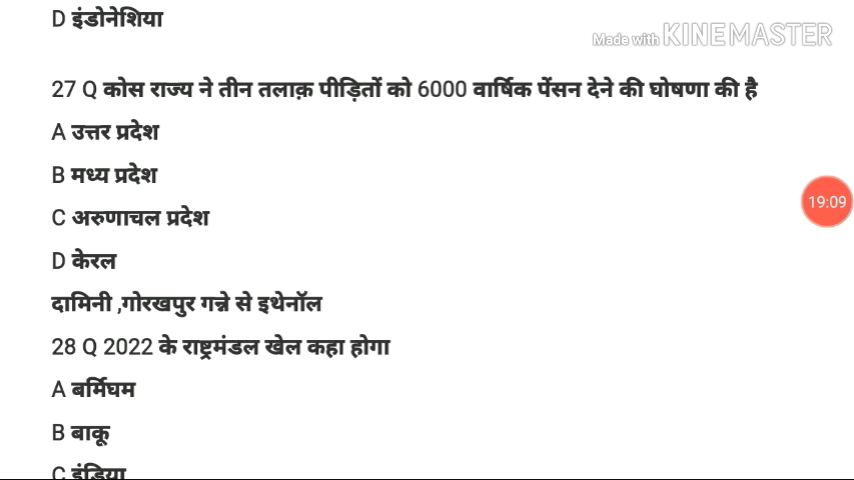 D इंडोनेशिया
Made with KINEMASTER
27 Q कोस राज्य ने तीन तलाक़ पीड़ितों को 6000 वार्षिक पेंसन देने की घोषणा की है
A उत्तर प्रदेश
B मध्य प्रदेश
C अरुणाचल प्रदेश
19:09
D केरल
दामिनी ,गोरखपुर गन्ने से इथेनॉल
28 Q 2022 के राष्ट्रमंडल खेल कहा होगा
A बर्मिघम
B बाकू
C इंडिया